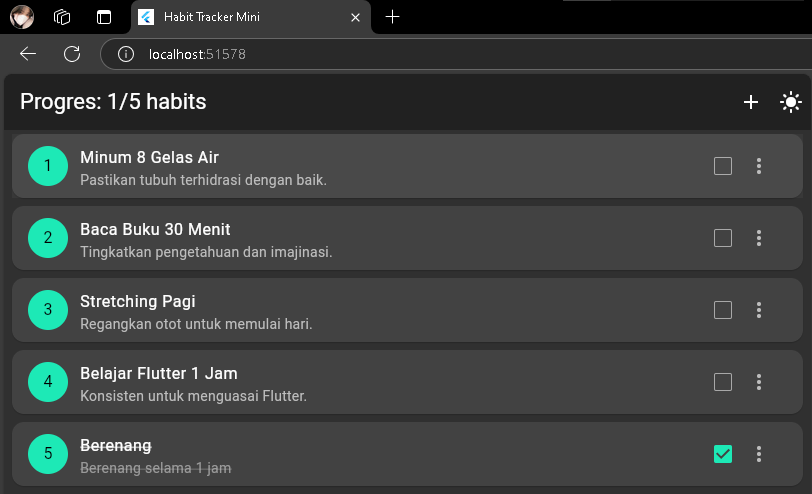 Habit Tracker Mini
localhost:51578
Progres: 1/5 habits
1
Minum 8 Gelas Air
Pastikan tubuh terhidrasi dengan baik.
2
Baca Buku 30 Menit
Tingkatkan pengetahuan dan imajinasi.
3
Stretching Pagi
Regangkan otot untuk memulai hari.
4
Belajar Flutter 1 Jam
Konsisten untuk menguasai Flutter.
5
Berenang
Berenang selama 1 jam